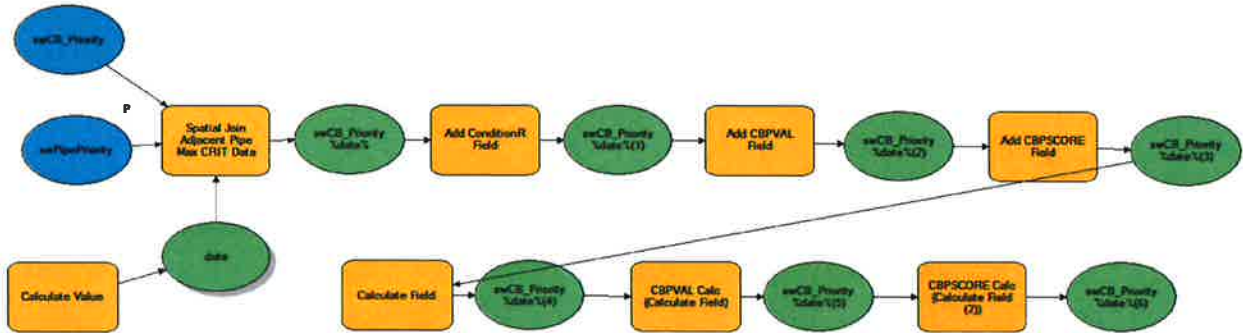 swCB_Priority
P
swPipePriority
Spatial Join
Adjacent Pipe
Max CRIT Data
swCB_Priority
%date%
Add ConditionR
Field
swCB_Priority
%date%(1)
Add CBPVAL
Field
swCB_Priority
%date%(2)
Add CBPSCORE
Field
swCB_Priority
%date%(3)
date
Calculate Value
Calculate Field
swCB_Priority
%date%(4)
CBPVAL Calc
(Calculate Field)
swCB_Priority
%date%(5)
CBPSCORE Calc
(Calculate Field
(7))
swCB_Priority
%date%(6)